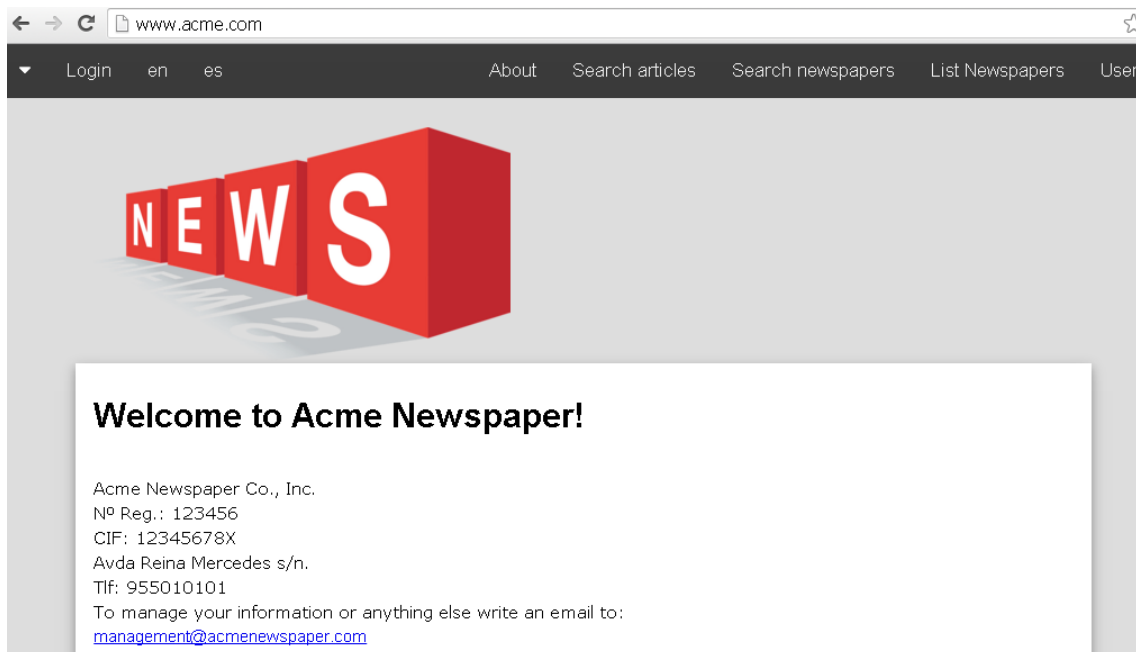 www.acme.com
Login en es About Search articles Search newspapers List Newspapers User
NEWS
Welcome to Acme Newspaper!
Acme Newspaper Co., Inc.
Nº Reg.: 123456
CIF: 12345678X
Avda Reina Mercedes s/n.
Tlf: 955010101
To manage your information or anything else write an email to:
management@acmenewspaper.com